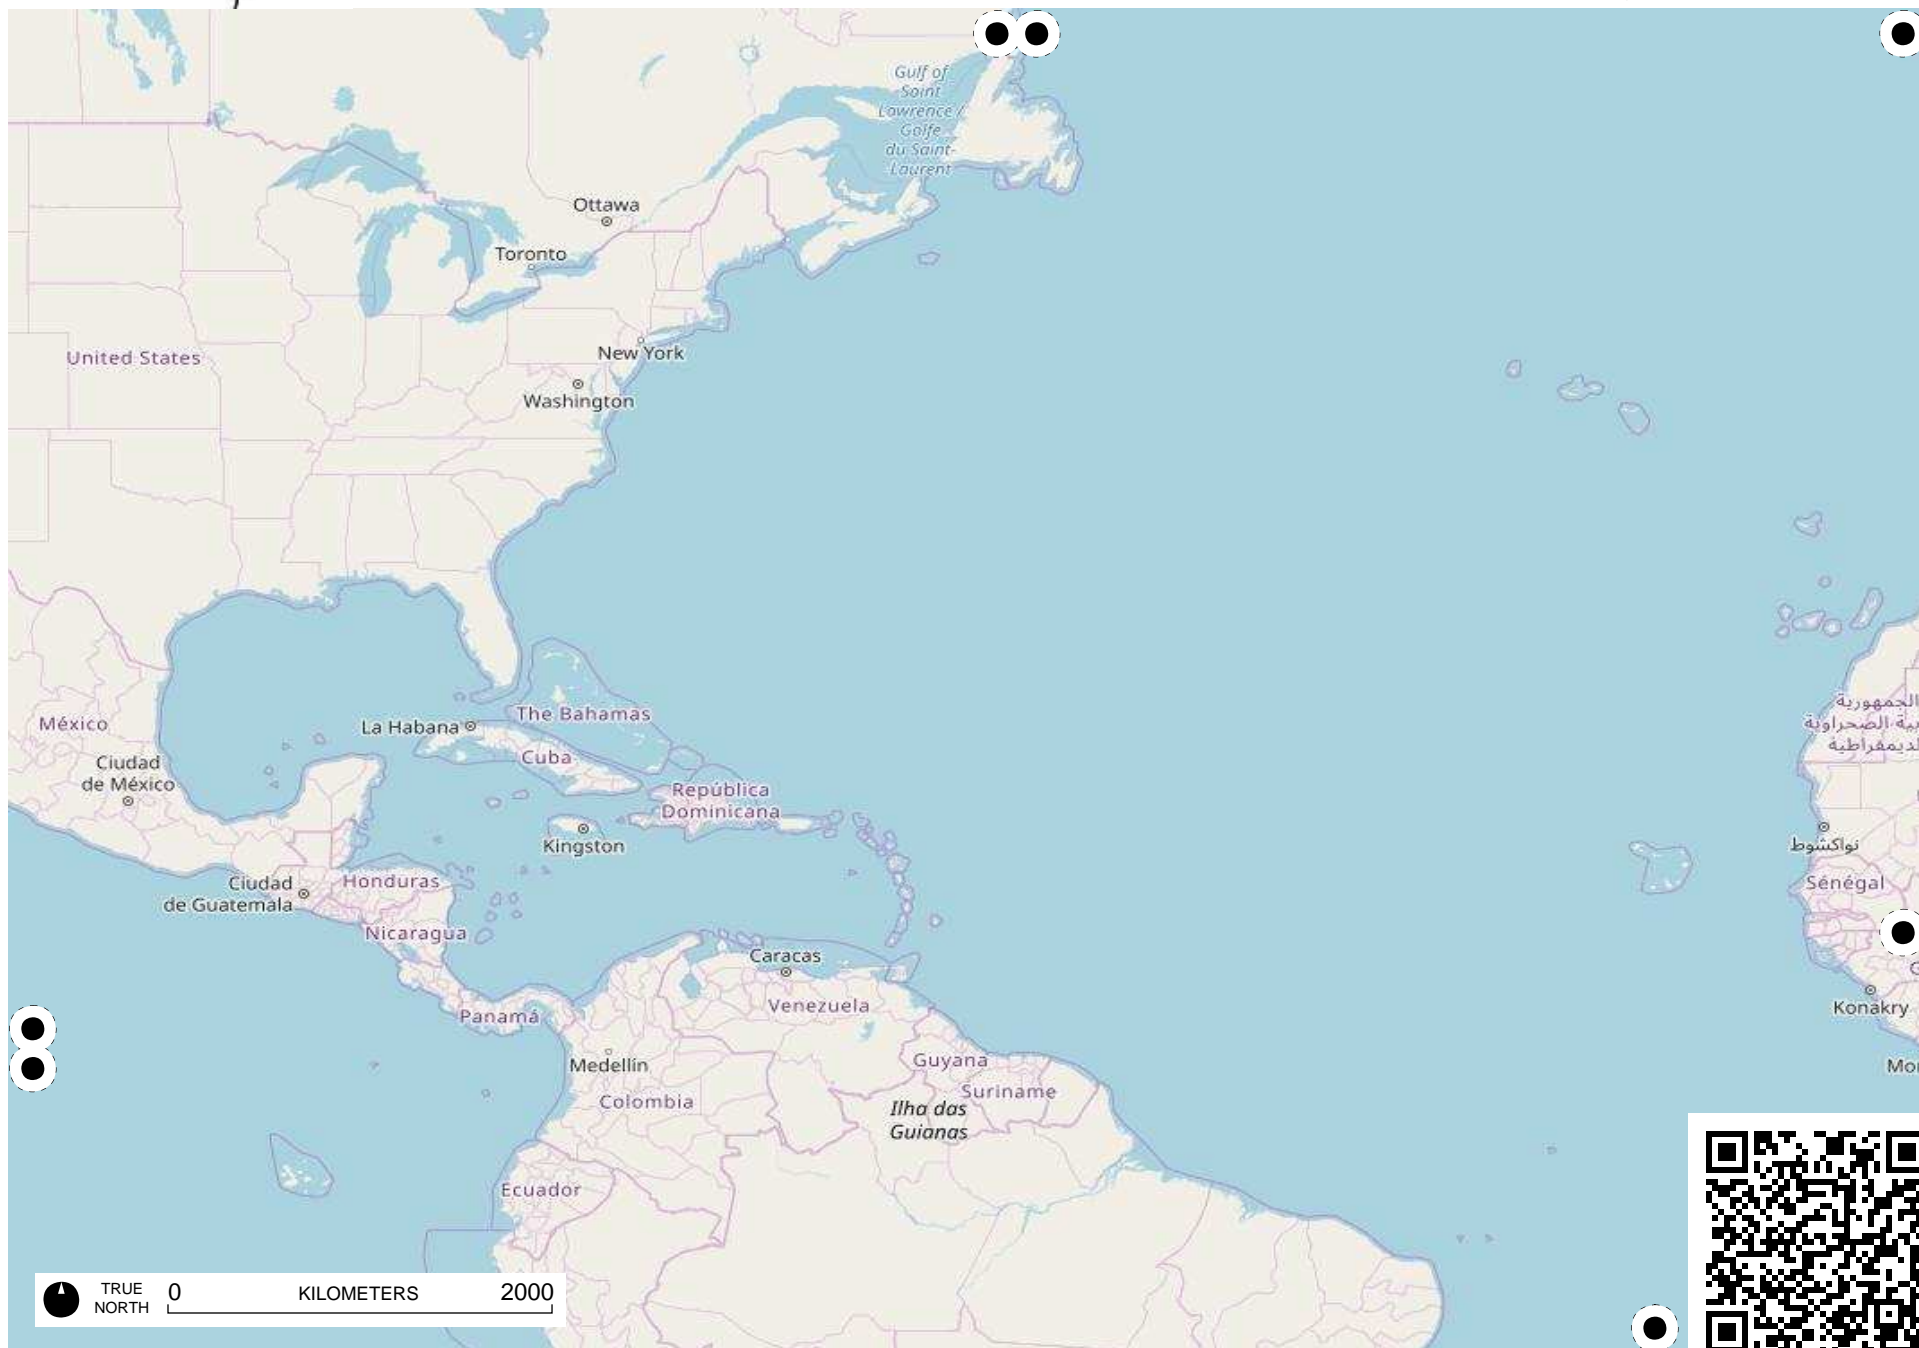 Gulf of
Saint
Lawrence /
Golfe
du Saint-
Laurent
Ottawa
Toronto
New York
United States
Washington
The Bahamas
La Habana
México
Cuba
Ciudad
de México
República
Dominicana
Kingston
الجمهورية
نواكشوط
Sénégal
Honduras
Ciudad
de Guatemala
Nicaragua
Caracas
Venezuela
Panamá
Konakry
Medellín
Guyana
Suriname
Colombia
Ilha das
Guianas
Ecuador
TRUE
NORTH
0 KILOMETERS 2000